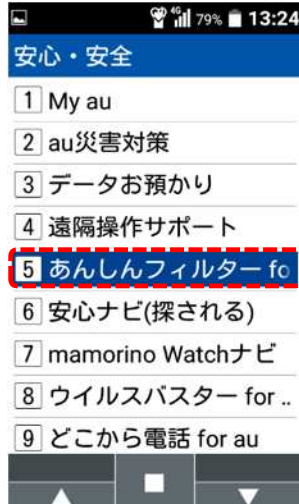 4G 79% 13:24
安心・安全
1 My au
2 au災害対策
3 データお預かり
4 遠隔操作サポート
5 あんしんフィルター fo
6 安心ナビ(探される)
7 mamorino Watchナビ
8 ウイルスバスター for ..
9 どこから電話 for au